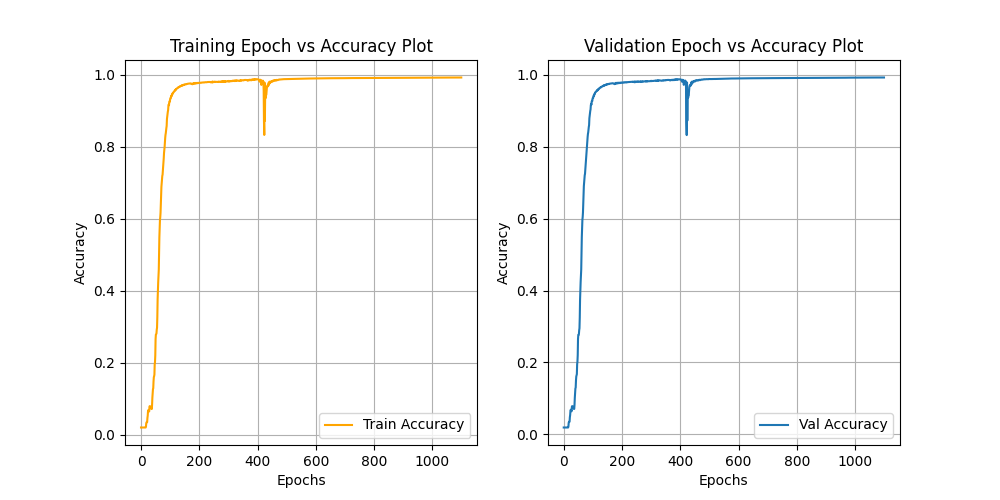 Training Epoch vs Accuracy Plot
1.0
0.8
0.6
0.4
0.2
0.0
Accuracy
0 200 400 600 800 1000
Epochs
Train Accuracy
Validation Epoch vs Accuracy Plot
1.0
0.8
0.6
0.4
0.2
0.0
Accuracy
0 200 400 600 800 1000
Epochs
Val Accuracy